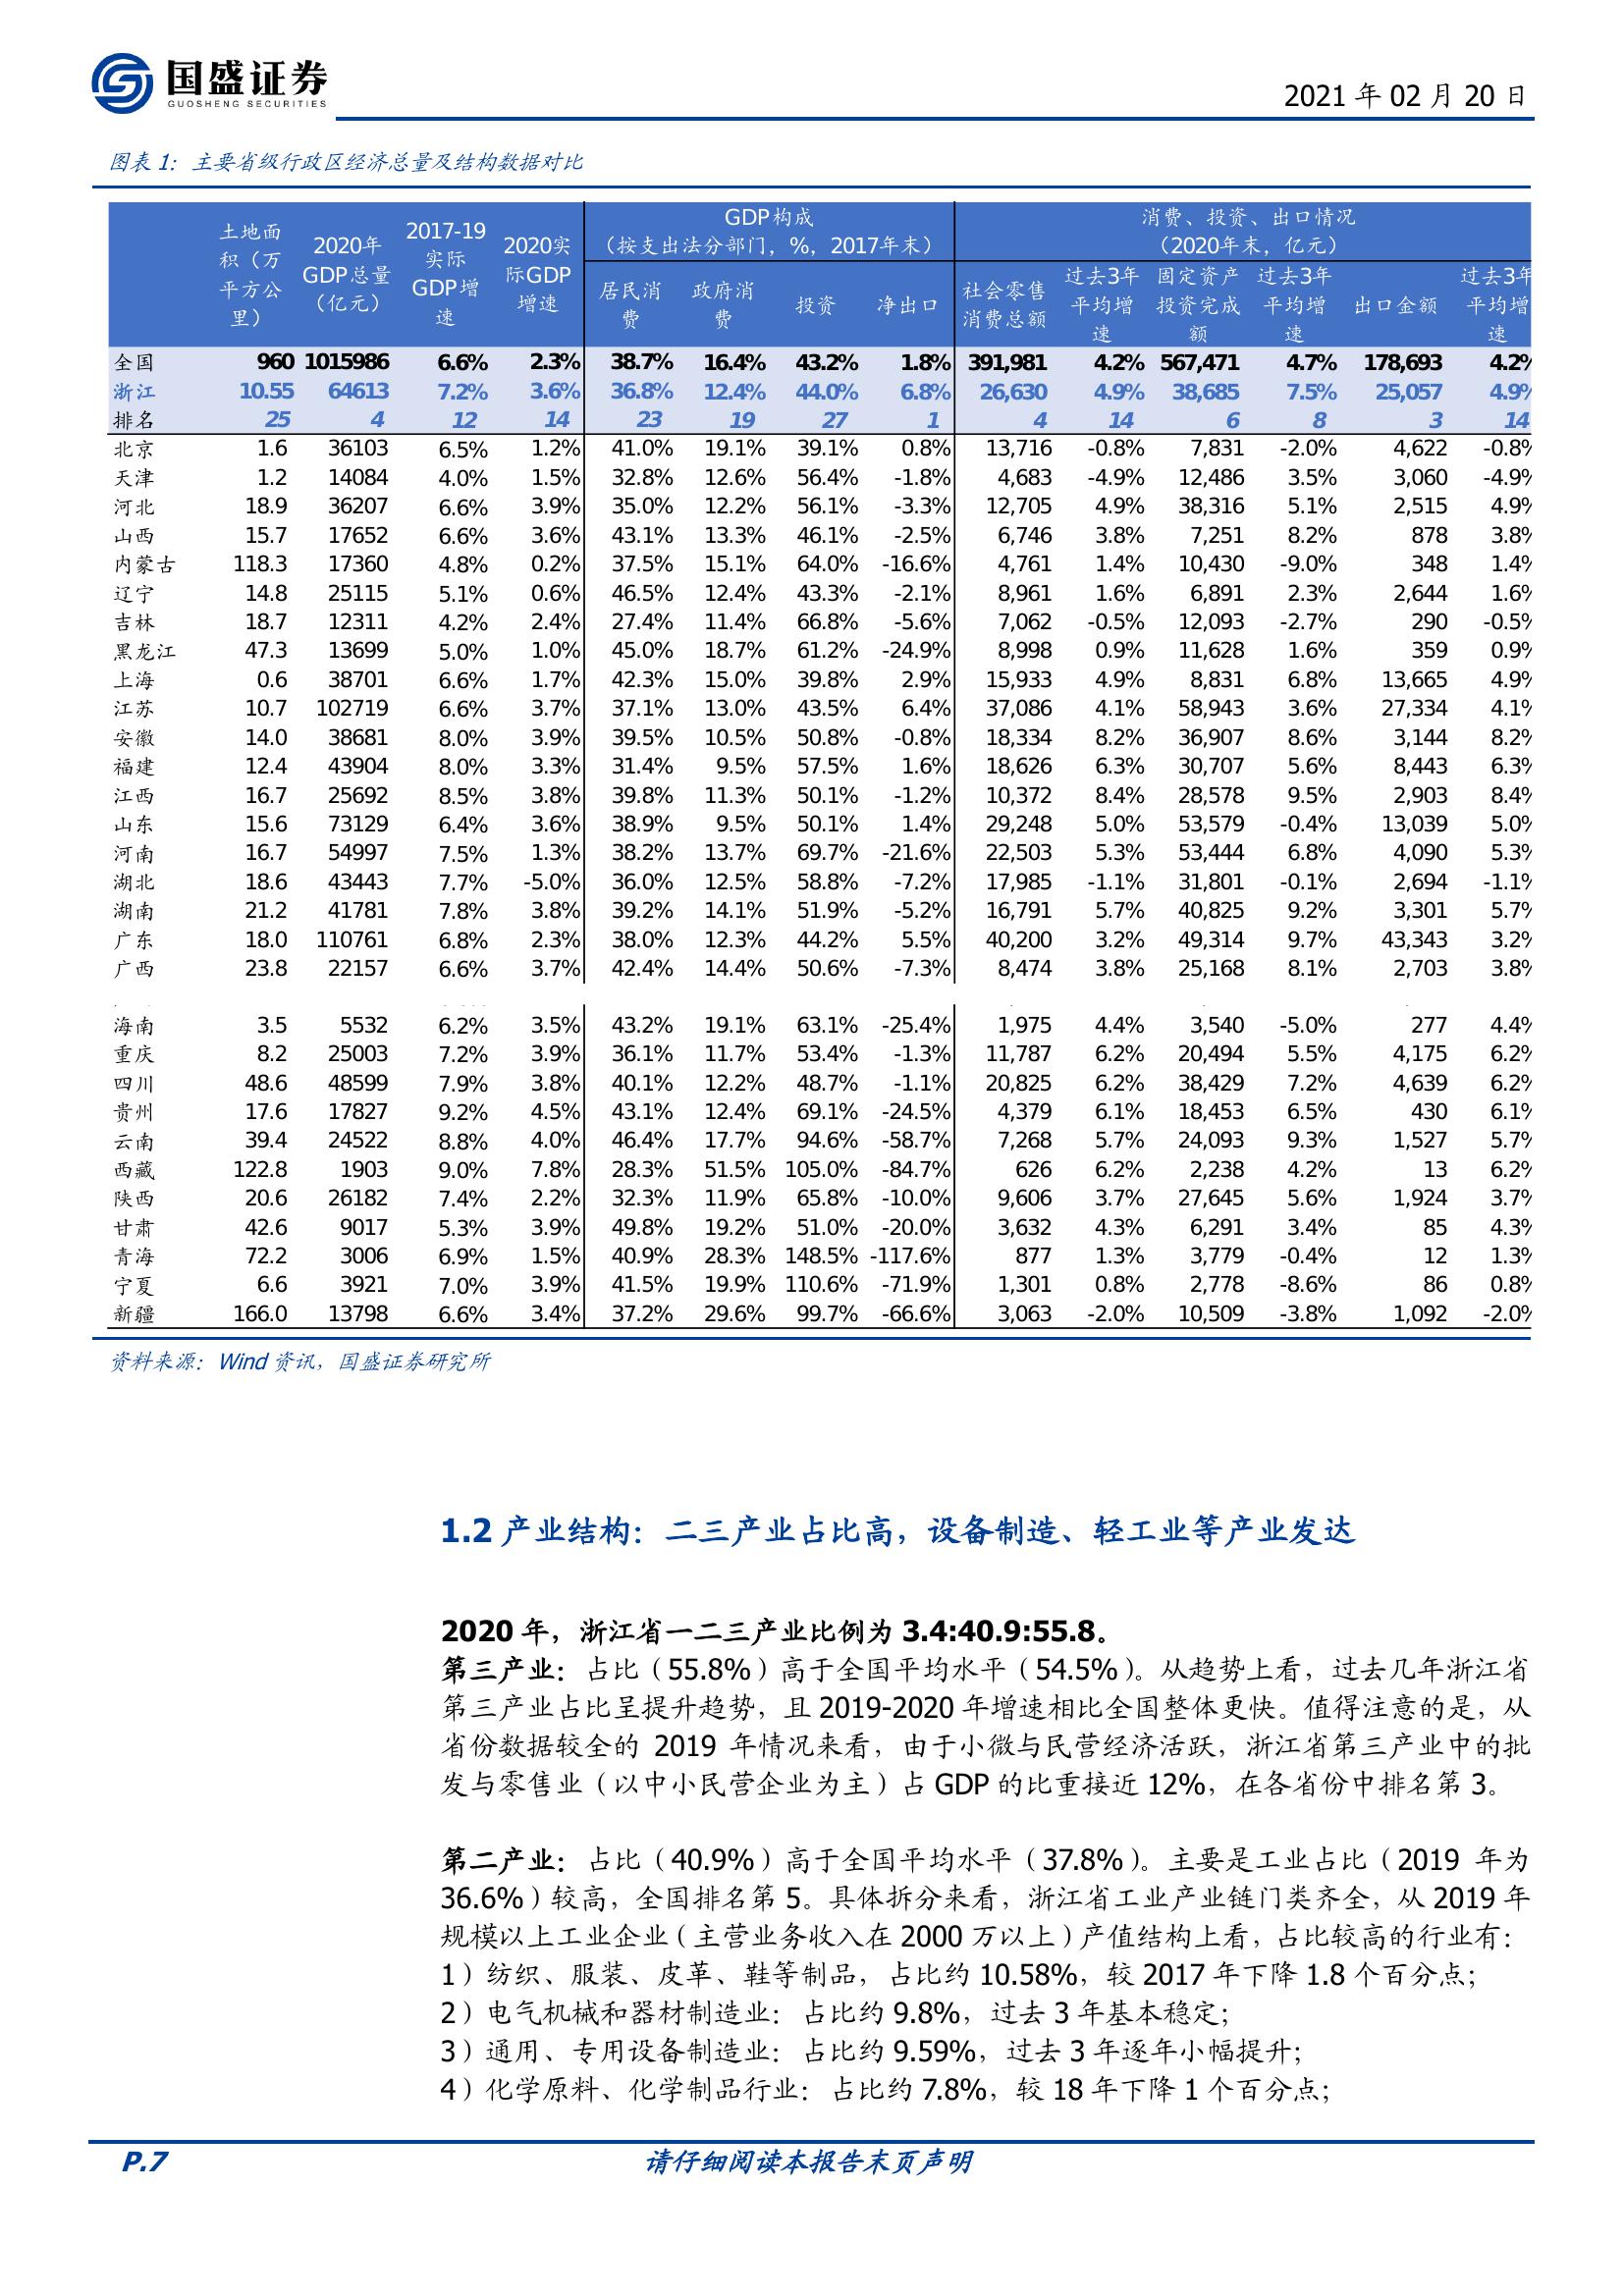 国盛证券
GUOSHENG SECURITIES
2021 年 02 月 20 日
图表 1：主要省级行政区经济总量及结构数据对比
土地面积（万平方公里） 2020年GDP总量（亿元） 2017-19实际GDP增速 2020实际GDP增速 GDP构成（按支出法分部门，%，2017年末） 消费、投资、出口情况（2020年末，亿元）
居民消费 政府消费 投资 净出口 社会零售消费总额 过去3年平均增速 固定资产投资完成额 过去3年平均增速 出口金额 过去3年平均增速
全国 960 1015986 6.6% 2.3% 38.7% 16.4% 43.2% 1.8% 391,981 4.2% 567,471 4.7% 178,693 4.2%
浙江 10.55 64613 7.2% 3.6% 36.8% 12.4% 44.0% 6.8% 26,630 4.9% 38,685 7.5% 25,057 4.9%
排名 25 4 12 14 23 19 27 1 4 14 6 8 3 14
北京 1.6 36103 6.5% 1.2% 41.0% 19.1% 39.1% 0.8% 13,716 -0.8% 7,831 -2.0% 4,622 -0.8%
天津 1.2 14084 4.0% 1.5% 32.8% 12.6% 56.4% -1.8% 4,683 -4.9% 12,486 3.5% 3,060 -4.9%
河北 18.9 36207 6.6% 3.9% 35.0% 12.2% 56.1% -3.3% 12,705 4.9% 38,316 5.1% 2,515 4.9%
山西 15.7 17652 6.6% 3.6% 43.1% 13.3% 46.1% -2.5% 6,746 3.8% 7,251 8.2% 878 3.8%
内蒙古 118.3 17360 4.8% 0.2% 37.5% 15.1% 64.0% -16.6% 4,761 1.4% 10,430 -9.0% 348 1.4%
辽宁 14.8 25115 5.1% 0.6% 46.5% 12.4% 43.3% -2.1% 8,961 1.6% 6,891 2.3% 2,644 1.6%
吉林 18.7 12311 4.2% 2.4% 27.4% 11.4% 66.8% -5.6% 7,062 -0.5% 12,093 -2.7% 290 -0.5%
黑龙江 47.3 13699 5.0% 1.0% 45.0% 18.7% 61.2% -24.9% 8,998 0.9% 11,628 1.6% 359 0.9%
上海 0.6 38701 6.6% 1.7% 42.3% 15.0% 39.8% 2.9% 15,933 4.9% 8,831 6.8% 13,665 4.9%
江苏 10.7 102719 6.6% 3.7% 37.1% 13.0% 43.5% 6.4% 37,086 4.1% 58,943 3.6% 27,334 4.1%
安徽 14.0 38681 8.0% 3.9% 39.5% 10.5% 50.8% -0.8% 18,334 8.2% 36,907 8.6% 3,144 8.2%
福建 12.4 43904 8.0% 3.3% 31.4% 9.5% 57.5% 1.6% 18,626 6.3% 30,707 5.6% 8,443 6.3%
江西 16.7 25692 8.5% 3.8% 39.8% 11.3% 50.1% -1.2% 10,372 8.4% 28,578 9.5% 2,903 8.4%
山东 15.6 73129 6.4% 3.6% 38.9% 9.5% 50.1% 1.4% 29,248 5.0% 53,579 -0.4% 13,039 5.0%
河南 16.7 54997 7.5% 1.3% 38.2% 13.7% 69.7% -21.6% 22,503 5.3% 53,444 6.8% 4,090 5.3%
湖北 18.6 43443 7.7% -5.0% 36.0% 12.5% 58.8% -7.2% 17,985 -1.1% 31,801 -0.1% 2,694 -1.1%
湖南 21.2 41781 7.8% 3.8% 39.2% 14.1% 51.9% -5.2% 16,791 5.7% 40,825 9.2% 3,301 5.7%
广东 18.0 110761 6.8% 2.3% 38.0% 12.3% 44.2% 5.5% 40,200 3.2% 49,314 9.7% 43,343 3.2%
广西 23.8 22157 6.6% 3.7% 42.4% 14.4% 50.6% -7.3% 8,474 3.8% 25,168 8.1% 2,703 3.8%
海南 3.5 5532 6.2% 3.5% 43.2% 19.1% 63.1% -25.4% 1,975 4.4% 3,540 -5.0% 277 4.4%
重庆 8.2 25003 7.2% 3.9% 36.1% 11.7% 53.4% -1.3% 11,787 6.2% 20,494 5.5% 4,175 6.2%
四川 48.6 48599 7.9% 3.8% 40.1% 12.2% 48.7% -1.1% 20,825 6.2% 38,429 7.2% 4,639 6.2%
贵州 17.6 17827 9.2% 4.5% 43.1% 12.4% 69.1% -24.5% 4,379 6.1% 18,453 6.5% 430 6.1%
云南 39.4 24522 8.8% 4.0% 46.4% 17.7% 94.6% -58.7% 7,268 5.7% 24,093 9.3% 1,527 5.7%
西藏 122.8 1903 9.0% 7.8% 28.3% 51.5% 105.0% -84.7% 626 6.2% 2,238 4.2% 13 6.2%
陕西 20.6 26182 7.4% 2.2% 32.3% 11.9% 65.8% -10.0% 9,606 3.7% 27,645 5.6% 1,924 3.7%
甘肃 42.6 9017 5.3% 3.9% 49.8% 19.2% 51.0% -20.0% 3,632 4.3% 6,291 3.4% 85 4.3%
青海 72.2 3006 6.9% 1.5% 40.9% 28.3% 148.5% -117.6% 877 1.3% 3,779 -0.4% 12 1.3%
宁夏 6.6 3921 7.0% 3.9% 41.5% 19.9% 110.6% -71.9% 1,301 0.8% 2,778 -8.6% 86 0.8%
新疆 166.0 13798 6.6% 3.4% 37.2% 29.6% 99.7% -66.6% 3,063 -2.0% 10,509 -3.8% 1,092 -2.0%
资料来源：Wind 资讯，国盛证券研究所
1.2 产业结构：二三产业占比高，设备制造、轻工业等产业发达
2020 年，浙江省一二三产业比例为 3.4:40.9:55.8。
第三产业：占比（55.8%）高于全国平均水平（54.5%）。从趋势上看，过去几年浙江省
第三产业占比呈提升趋势，且 2019-2020 年增速相比全国整体更快。值得注意的是，从
省份数据较全的 2019 年情况来看，由于小微与民营经济活跃，浙江省第三产业中的批
发与零售业（以中小民营企业为主）占 GDP 的比重接近 12%，在各省份中排名第 3。
第二产业：占比（40.9%）高于全国平均水平（37.8%）。主要是工业占比（2019 年为
36.6%）较高，全国排名第 5。具体拆分来看，浙江省工业产业链门类齐全，从 2019 年
规模以上工业企业（主营业务收入在 2000 万以上）产值结构上看，占比较高的行业有：
1）纺织、服装、皮革、鞋等制品，占比约 10.58%，较 2017 年下降 1.8 个百分点；
2）电气机械和器材制造业：占比约 9.8%，过去 3 年基本稳定；
3）通用、专用设备制造业：占比约 9.59%，过去 3 年逐年小幅提升；
4）化学原料、化学制品行业：占比约 7.8%，较 18 年下降 1 个百分点；
P.7
请仔细阅读本报告末页声明